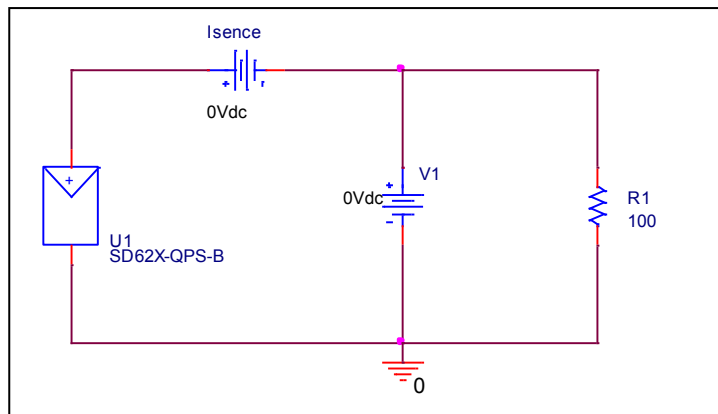 Isence
0Vdc
V1
0Vdc
R1
100
U1
SD62X-QPS-B
0